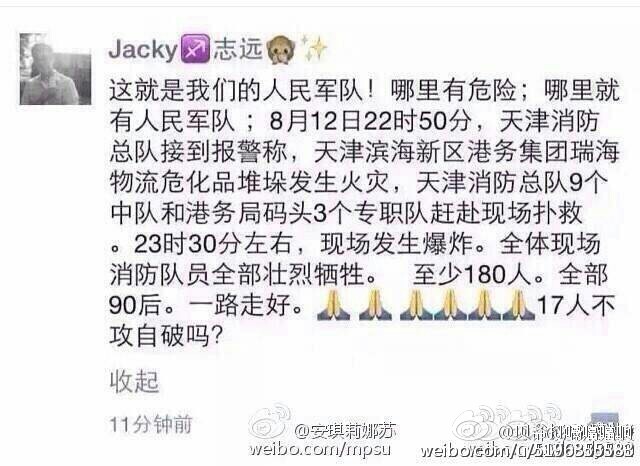 Jacky♐志远🙊✨
这就是我们的人民军队！哪里有危险；哪里就
有人民军队；8月12日22时50分，天津消防
总队接到报警称，天津滨海新区港务集团瑞海
物流危化品堆垛发生火灾，天津消防总队9个
中队和港务局码头3个专职队赶赴现场扑救
。23时30分左右，现场发生爆炸。全体现场
消防队员全部壮烈牺牲。 至少180人。全部
90后。一路走好。🙏🙏🙏🙏🙏🙏17人不
攻自破吗？
收起
11分钟前
@安琪莉娜苏
weibo.com/mpsu